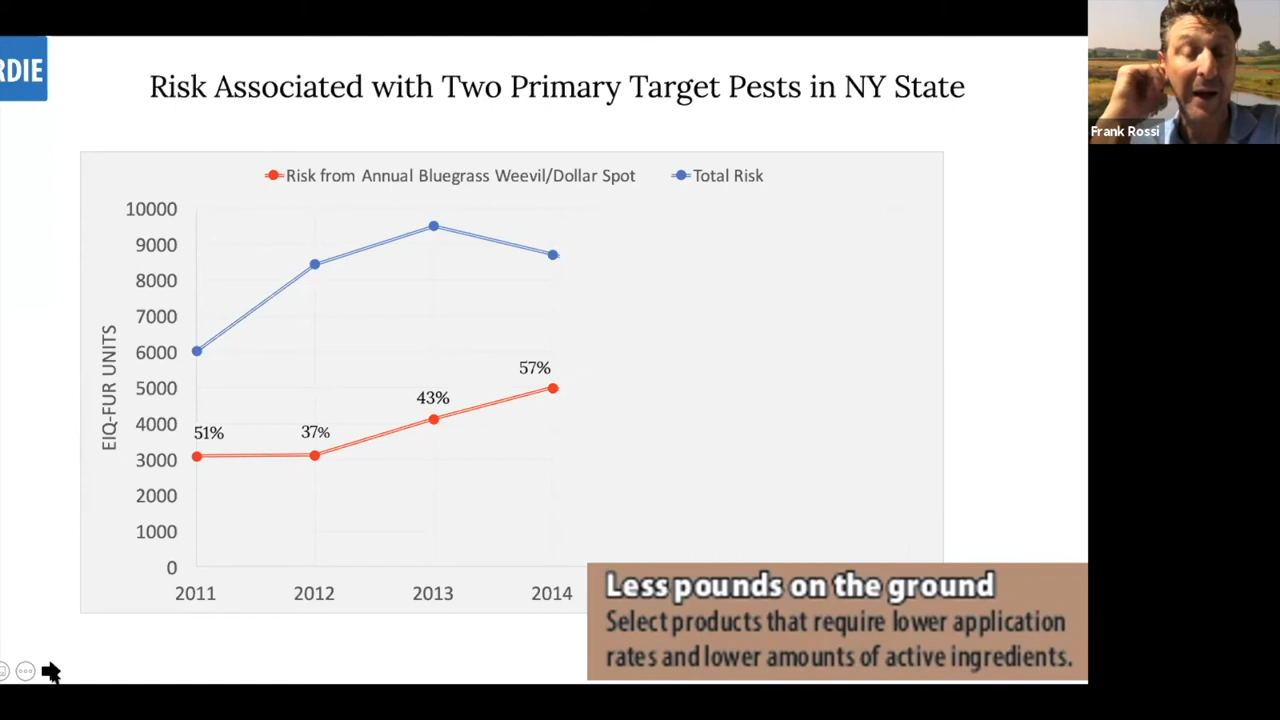 RDIE
Risk Associated with Two Primary Target Pests in NY State
Frank Rossi
Risk from Annual Bluegrass Weevil/Dollar Spot
Total Risk
10000
9000
8000
7000
6000
5000
4000
3000
2000
1000
0
EIQ-FUR UNITS
51%
37%
43%
57%
2011
2012
2013
2014
Less pounds on the ground
Select products that require lower application
rates and lower amounts of active ingredients.